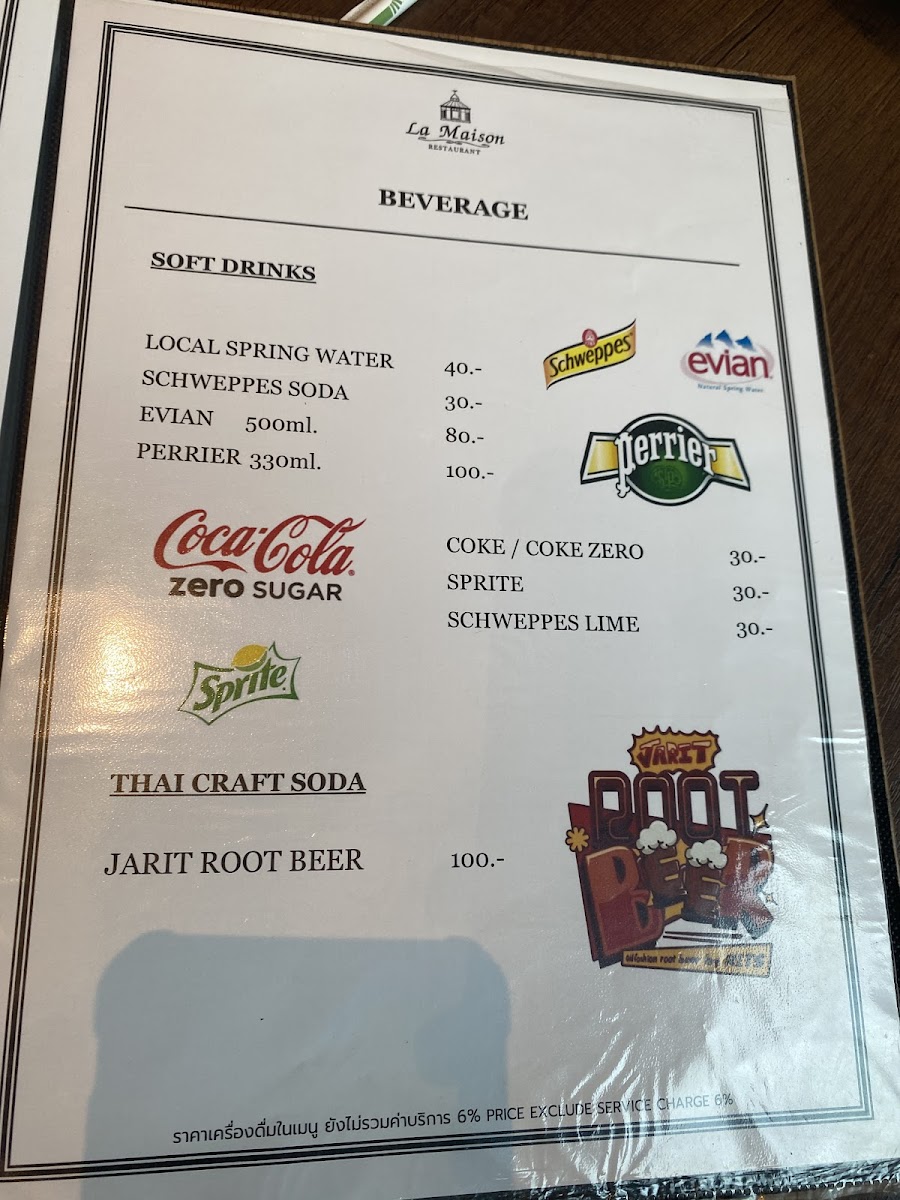 La Maison
RESTAURANT
BEVERAGE
SOFT DRINKS
LOCAL SPRING WATER 40.-
SCHWEPPES SODA 30.-
EVIAN 500ml. 80.-
PERRIER 330ml. 100.-
Schweppes
evian
Natural Spring Water
perrier
Coca-Cola
zero SUGAR
COKE / COKE ZERO 30.-
SPRITE 30.-
SCHWEPPES LIME 30.-
Sprite
THAI CRAFT SODA
JARIT ROOT BEER 100.-
JARIT
ROOT
BEER
root beer by
ราคาเครื่องดื่มในเมนู ยังไม่รวมค่าบริการ 6% PRICE EXCLUDE SERVICE CHARGE 6%